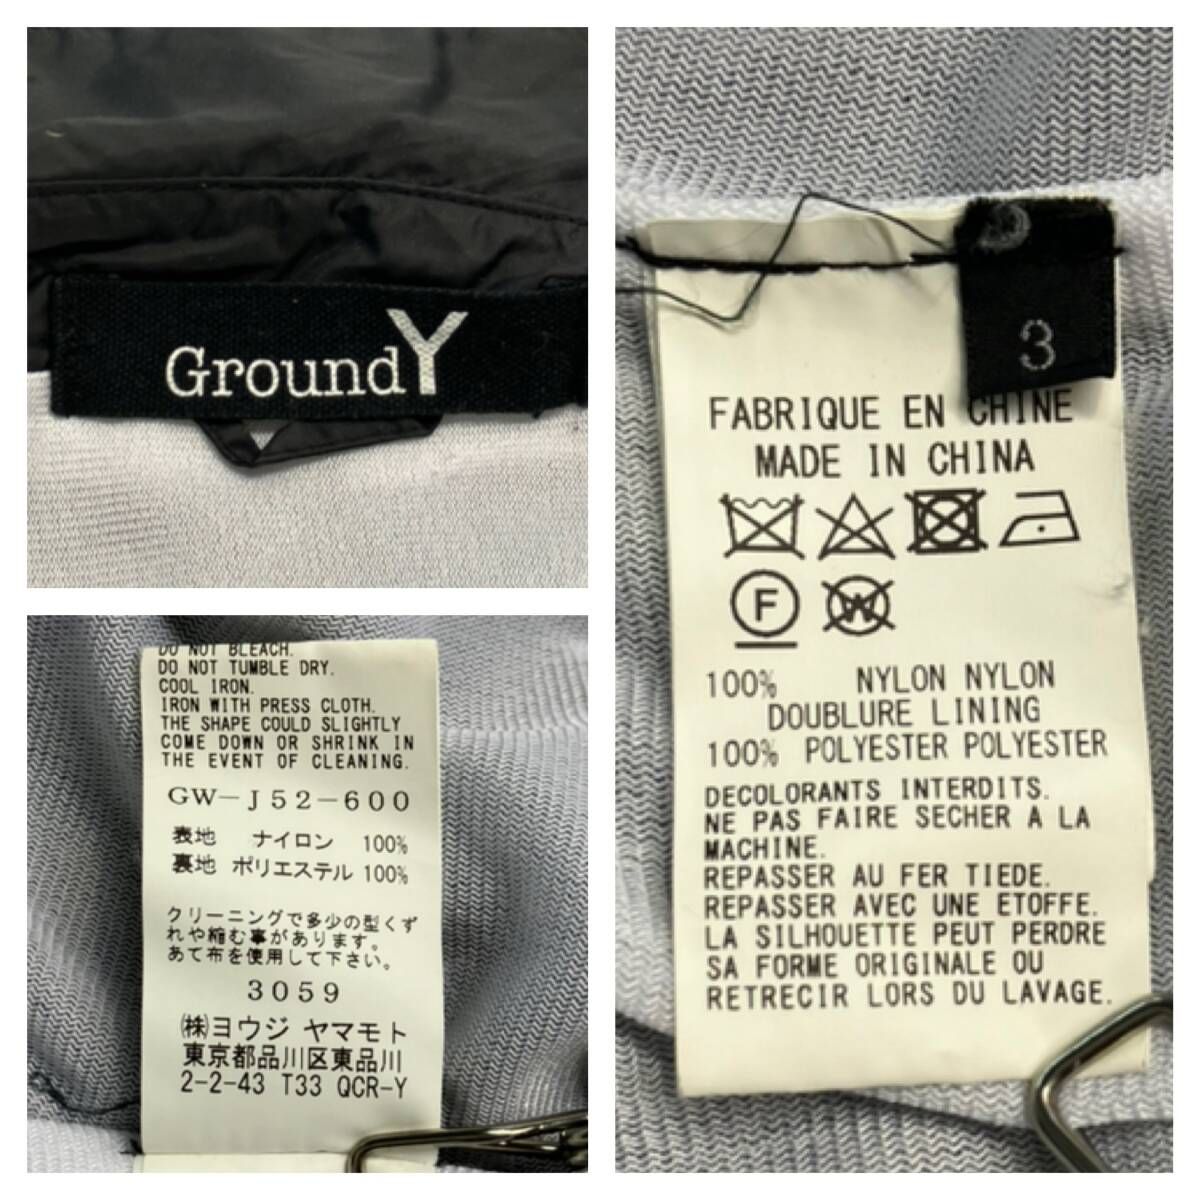 Ground Y
3
FABRIQUE EN CHINE
MADE IN CHINA
F
W
100% NYLON NYLON
DOUBLURE LINING
100% POLYESTER POLYESTER
DECOLORANTS INTERDITS.
NE PAS FAIRE SECHER A LA
MACHINE.
REPASSER AU FER TIEDE.
REPASSER AVEC UNE ETOFFE.
LA SILHOUETTE PEUT PERDRE
SA FORME ORIGINALE OU
RETRECIR LORS DU LAVAGE.
DO NOT BLEACH.
DO NOT TUMBLE DRY.
COOL IRON.
IRON WITH PRESS CLOTH.
THE SHAPE COULD SLIGHTLY
COME DOWN OR SHRINK IN
THE EVENT OF CLEANING.
GW-J52-600
表地 ナイロン 100%
裏地 ポリエステル 100%
クリーニングで多少の型くず
れや縮む事があります。
あて布を使用して下さい。
3059
㈱ヨウジ ヤマモト
東京都品川区東品川
2-2-43 T33 QCR-Y